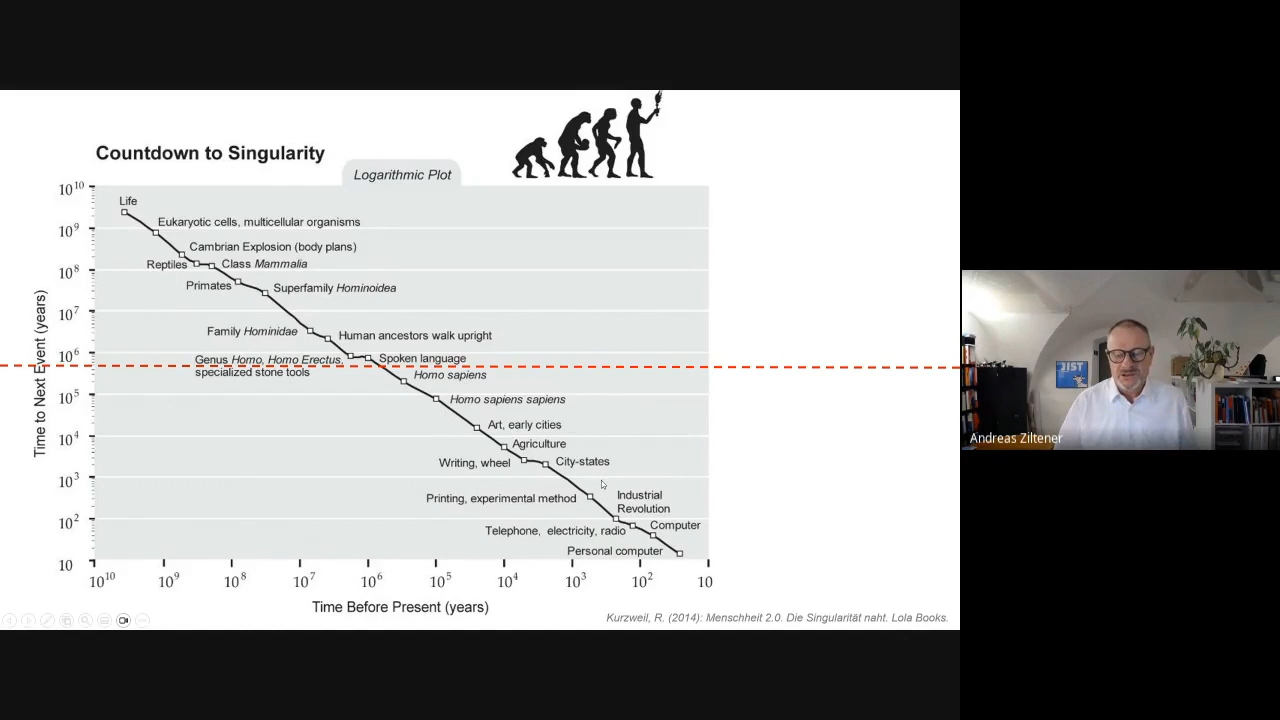 Countdown to Singularity
Logarithmic Plot
Time to Next Event (years)
10^10
10^9
10^8
10^7
10^6
10^5
10^4
10^3
10^2
10
Life
Eukaryotic cells, multicellular organisms
Cambrian Explosion (body plans)
Reptiles
Class Mammalia
Primates
Superfamily Hominoidea
Family Hominidae
Human ancestors walk upright
Genus Homo, Homo Erectus,
specialized stone tools
Spoken language
Homo sapiens
Homo sapiens sapiens
Art, early cities
Agriculture
Writing, wheel
City-states
Printing, experimental method
Industrial
Revolution
Telephone, electricity, radio
Computer
Personal computer
10^10
10^9
10^8
10^7
10^6
10^5
10^4
10^3
10^2
10
Time Before Present (years)
Kurzweil, R. (2014): Menschheit 2.0. Die Singularität naht. Lola Books.
JIST
Andreas Ziltener